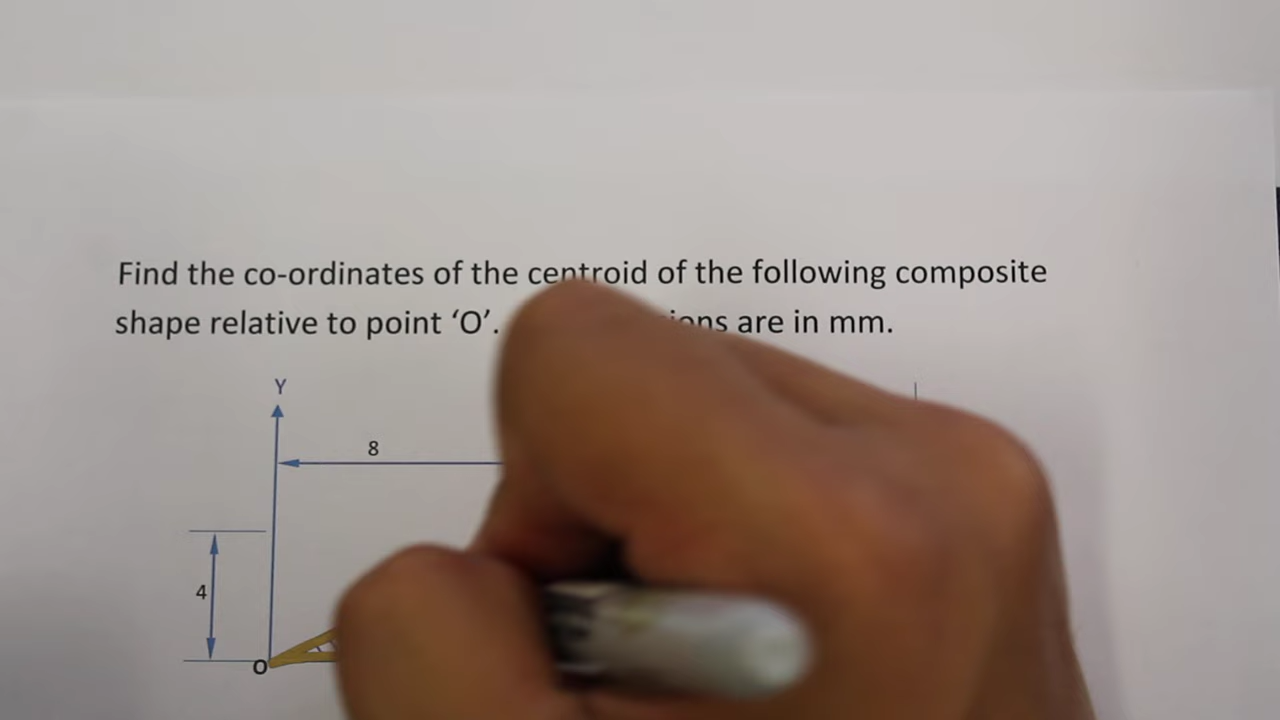 Find the co-ordinates of the centroid of the following composite
shape relative to point ‘O’. are in mm.
Y
8
4
O